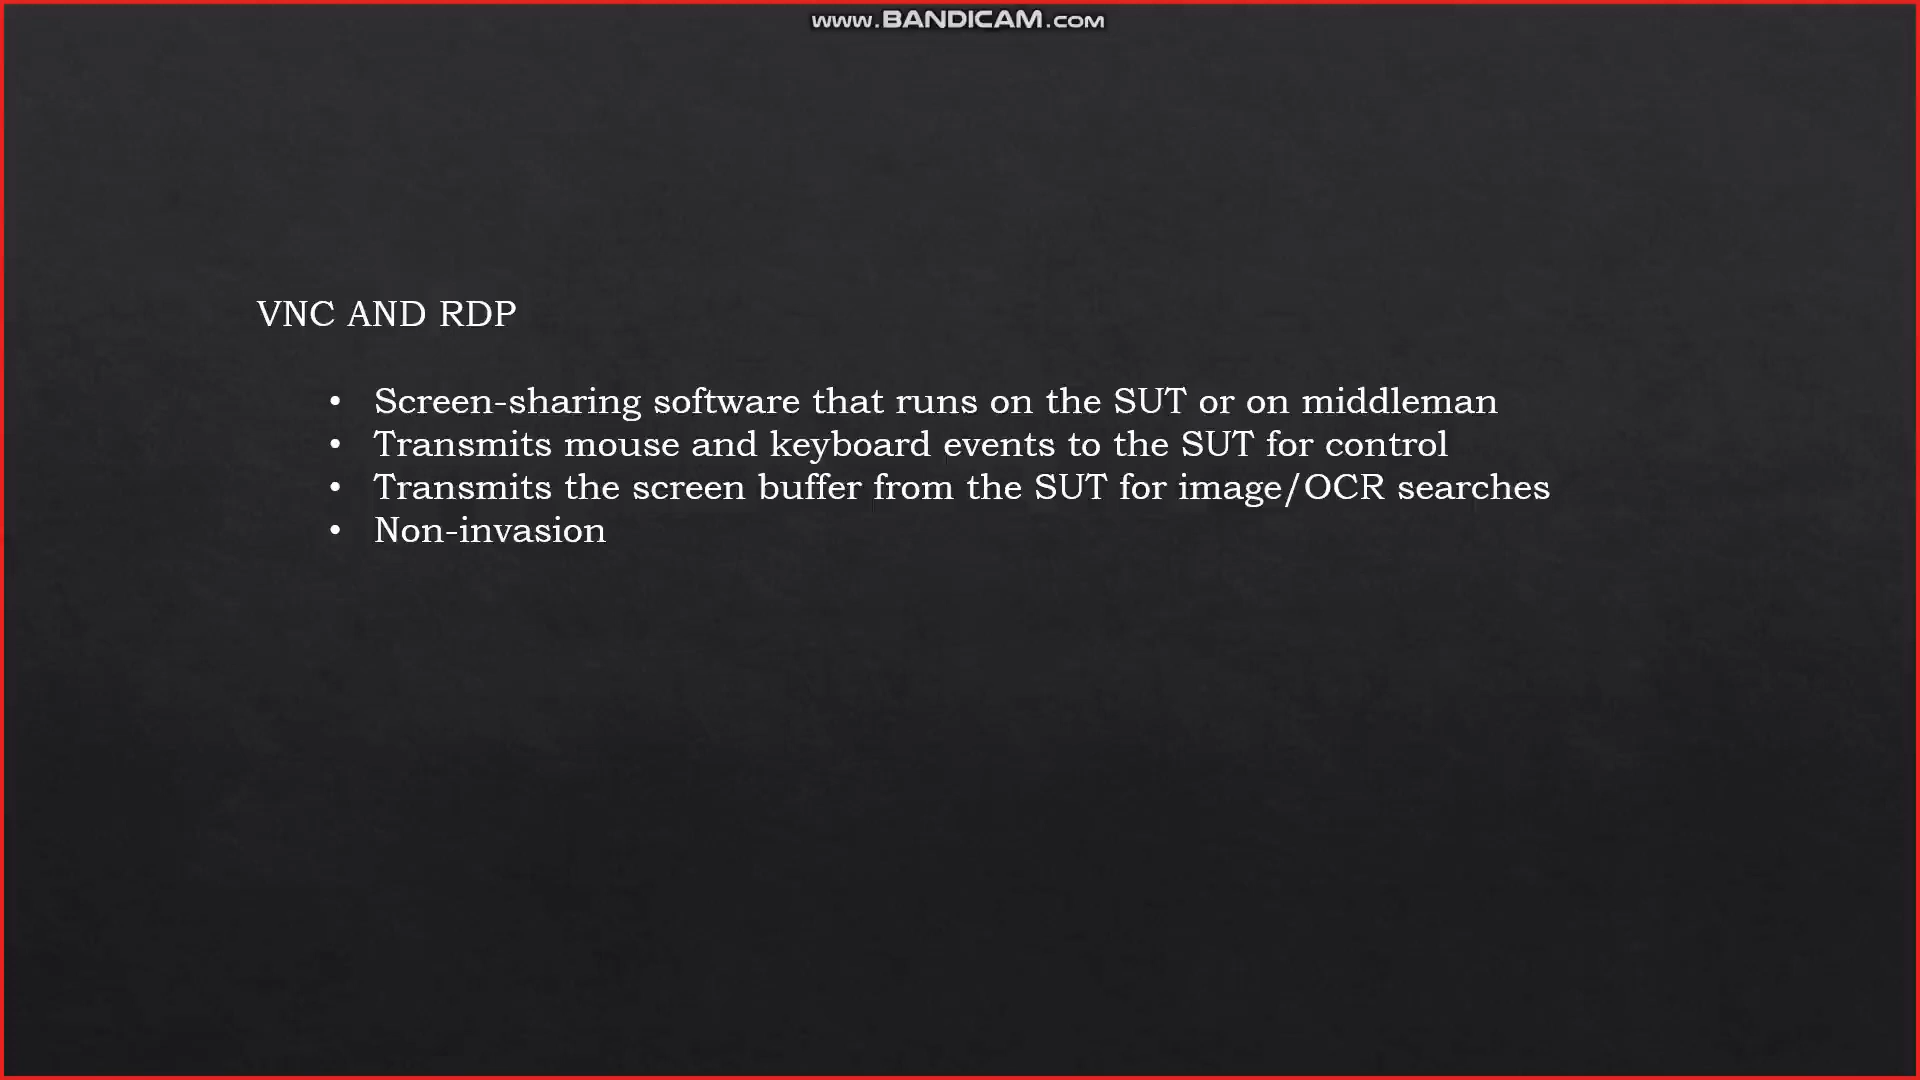 www.BANDICAM.com
VNC AND RDP
• Screen-sharing software that runs on the SUT or on middleman
• Transmits mouse and keyboard events to the SUT for control
• Transmits the screen buffer from the SUT for image/OCR searches
• Non-invasion